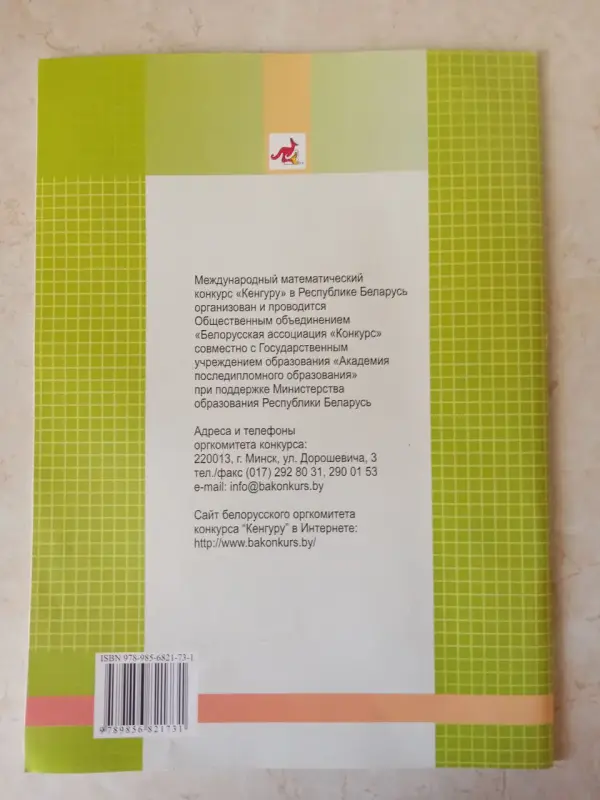 Международный математический
конкурс «Кенгуру» в Республике Беларусь
организован и проводится
Общественным объединением
«Белорусская ассоциация «Конкурс»
совместно с Государственным
учреждением образования «Академия
последипломного образования»
при поддержке Министерства
образования Республики Беларусь
Адреса и телефоны
оргкомитета конкурса:
220013, г. Минск, ул. Дорошевича, 3
тел./факс (017) 292 80 31, 290 01 53
e-mail: info@bakonkurs.by
Сайт белорусского оргкомитета
конкурса “Кенгуру” в Интернете:
http://www.bakonkurs.by/
ISBN 978-985-6821-73-1
9 789856 821731